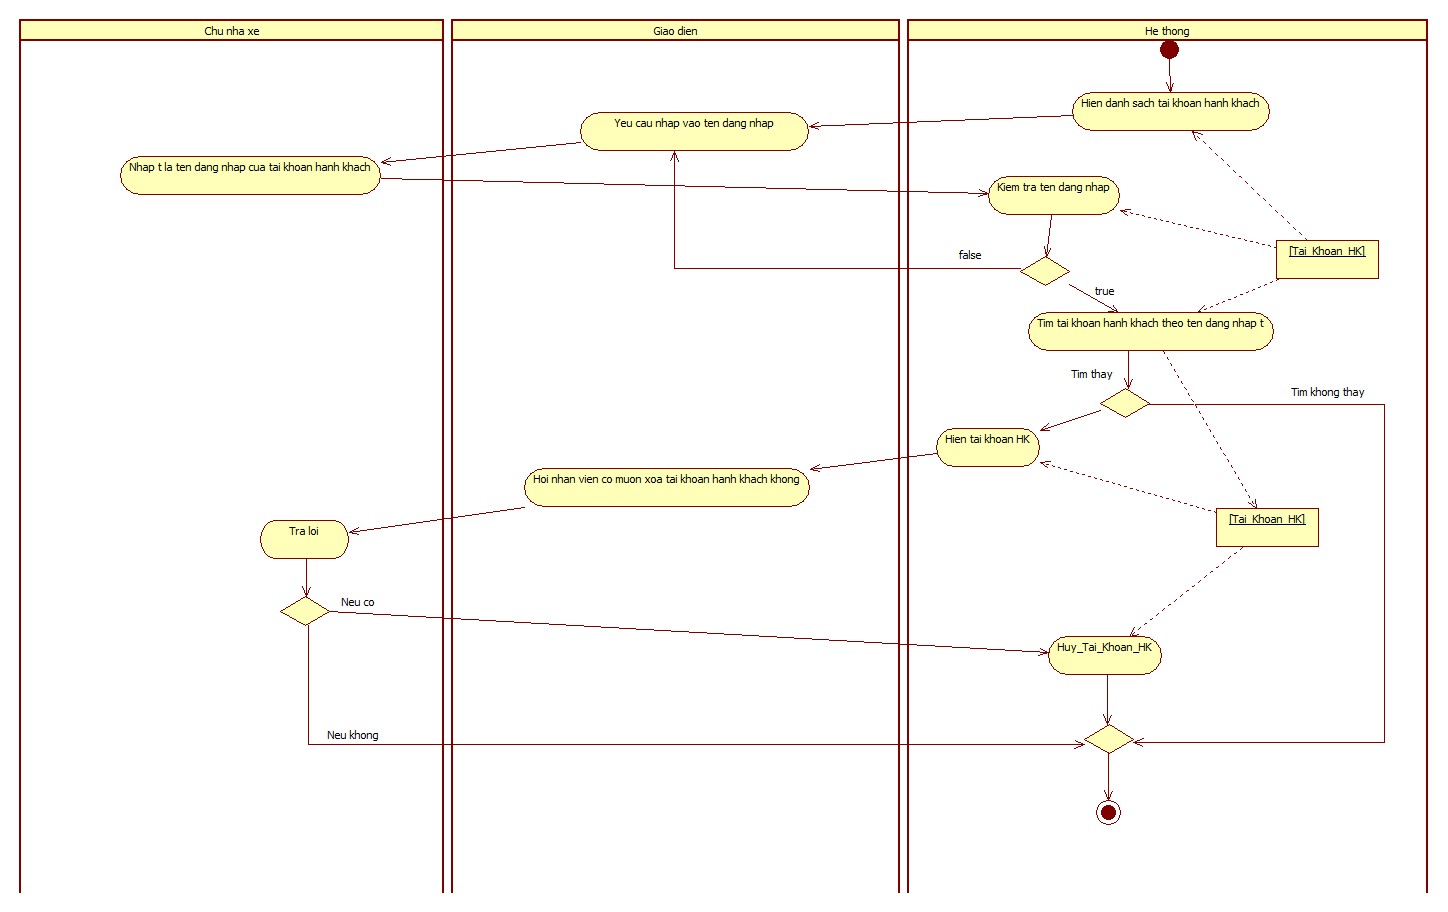 Chu nha xe
Giao dien
He thong
Hien danh sach tai khoan hanh khach
Yeu cau nhap vao ten dang nhap
Nhap t la ten dang nhap cua tai khoan hanh khach
Kiem tra ten dang nhap
[Tai_Khoan_HK]
false
true
Tim tai khoan hanh khach theo ten dang nhap t
Tim thay
Tim khong thay
Hien tai khoan HK
Hoi nhan vien co muon xoa tai khoan hanh khach khong
[Tai_Khoan_HK]
Tra loi
Neu co
Huy_Tai_Khoan_HK
Neu khong